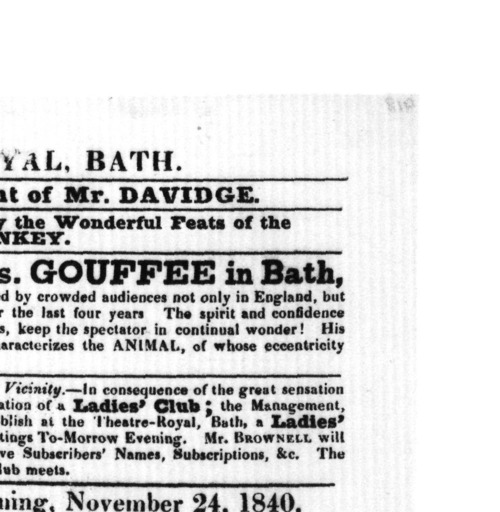 YAL, BATH.
nt of Mr. DAVIDGE.
y the Wonderful Feats of the
NKEY.
s. GOUFFEE in Bath,
d by crowded audiences not only in England, but
r the last four years The spirit and confidence
s, keep the spectator in continual wonder! His
aracterizes the ANIMAL, of whose eccentricity
Vicinity.—In consequence of the great sensation
ation of a Ladies' Club; the Management,
blish at the Theatre-Royal, Bath, a Ladies'
tings To-Morrow Evening. Mr. BROWNELL will
ve Subscribers' Names, Subscriptions, &c. The
lub meets.
ning, November 24, 1840,